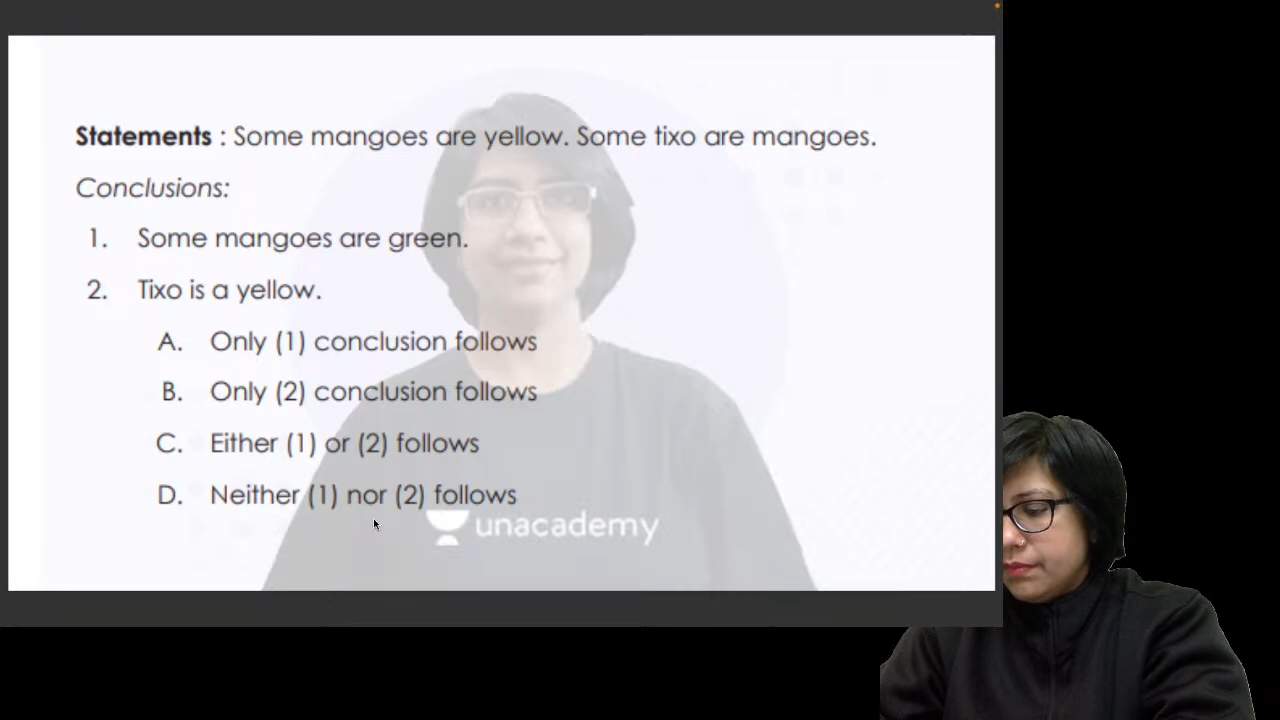 Statements : Some mangoes are yellow. Some tixo are mangoes.
Conclusions:
1. Some mangoes are green.
2. Tixo is a yellow.
A. Only (1) conclusion follows
B. Only (2) conclusion follows
C. Either (1) or (2) follows
D. Neither (1) nor (2) follows
unacademy